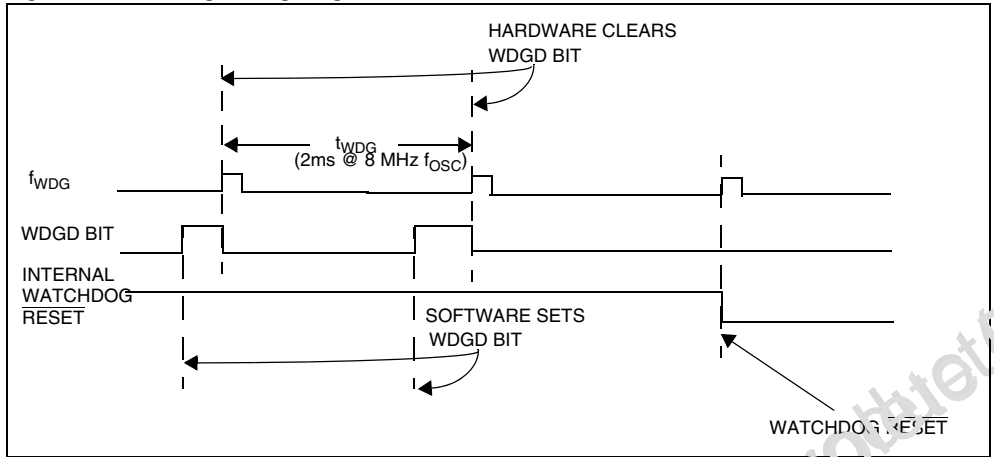 HARDWARE CLEARS
WDGD BIT
tWDG
(2ms @ 8 MHz fOSC)
fWDG
WDGD BIT
INTERNAL
WATCHDOG
RESET
SOFTWARE SETS
WDGD BIT
WATCHDOG RESET